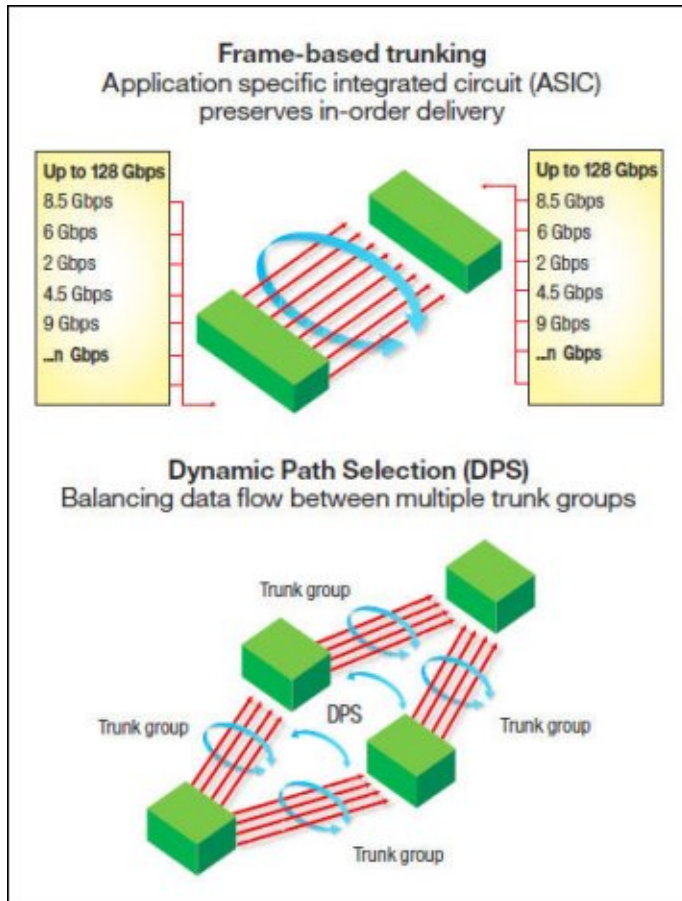 Frame-based trunking
Application specific integrated circuit (ASIC)
preserves in-order delivery
Up to 128 Gbps
8.5 Gbps
6 Gbps
2 Gbps
4.5 Gbps
9 Gbps
...n Gbps
Up to 128 Gbps
8.5 Gbps
6 Gbps
2 Gbps
4.5 Gbps
9 Gbps
...n Gbps
Dynamic Path Selection (DPS)
Balancing data flow between multiple trunk groups
Trunk group
Trunk group
DPS
Trunk group
Trunk group